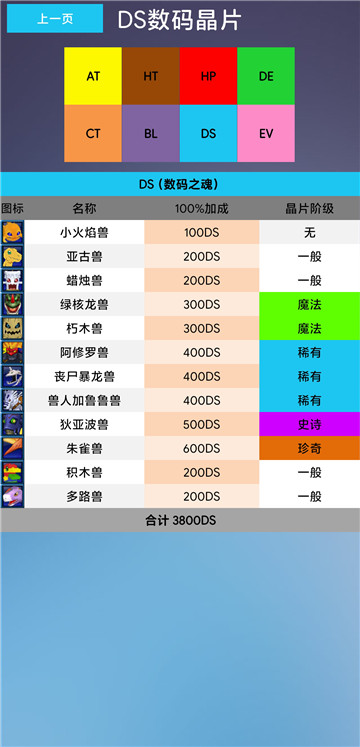 上一页 DS数码晶片
AT HT HP DE
CT BL DS EV
DS (数码之魂)
图标 名称 100%加成 晶片阶级
小火焰兽 100DS 无
亚古兽 200DS 一般
蜡烛兽 200DS 一般
绿核龙兽 300DS 魔法
朽木兽 300DS 魔法
阿修罗兽 400DS 稀有
丧尸暴龙兽 400DS 稀有
兽人加鲁鲁兽 400DS 稀有
狄亚波兽 500DS 史诗
朱雀兽 600DS 珍奇
积木兽 200DS 一般
多路兽 200DS 一般
合计 3800DS